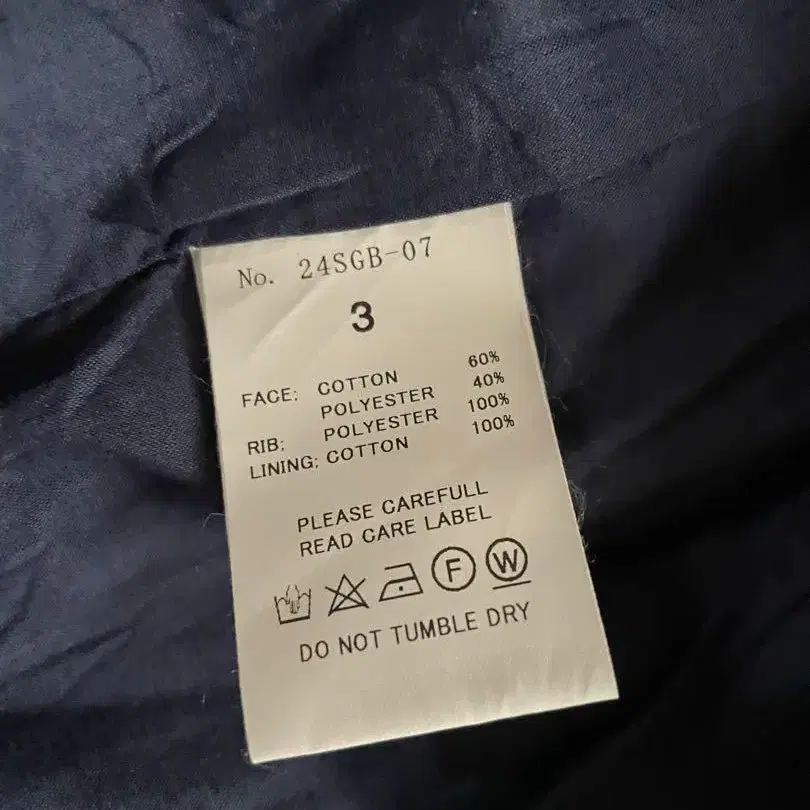 No. 24SGB-07
3
FACE: COTTON 60%
POLYESTER 40%
RIB: POLYESTER 100%
LINING: COTTON 100%
PLEASE CAREFULL
READ CARE LABEL
F W
DO NOT TUMBLE DRY